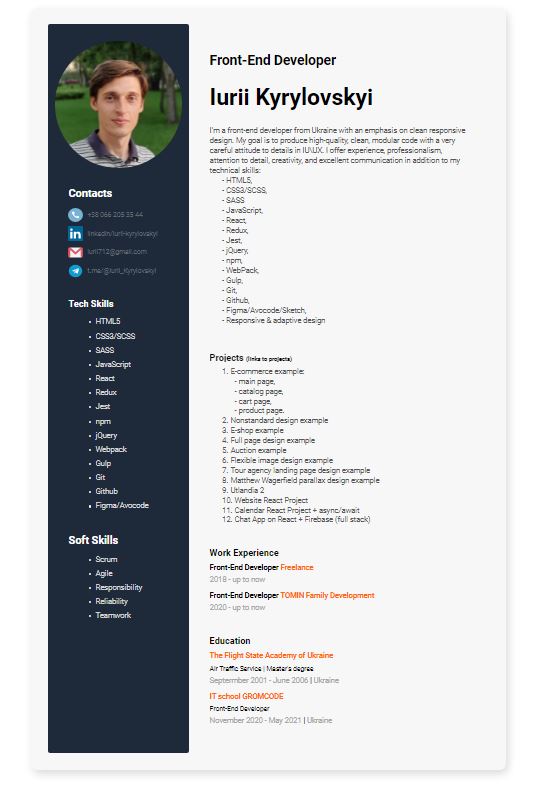 Contacts
+38 066 205 35 44
linkedin/iurii-kyrylovskyi
iurii712@gmail.com
t.me/@Iurii_Kyrylovskyi
Tech Skills
HTML5
CSS3/SCSS
SASS
JavaScript
React
Redux
Jest
npm
jQuery
Webpack
Gulp
Git
Github
Figma/Avocode
Soft Skills
Scrum
Agile
Responsibility
Reliability
Teamwork
Front-End Developer
Iurii Kyrylovskyi
I'm a front-end developer from Ukraine with an emphasis on clean responsive
design. My goal is to produce high-quality, clean, modular code with a very
careful attitude to details in IU\UX. I offer experience, professionalism,
attention to detail, creativity, and excellent communication in addition to my
technical skills:
- HTML5,
- CSS3/SCSS,
- SASS
- JavaScript,
- React,
- Redux,
- Jest,
- jQuery,
- npm,
- WebPack,
- Gulp,
- Git,
- Github,
- Figma/Avocode/Sketch,
- Responsive & adaptive design
Projects (links to projects)
1. E-commerce example:
- main page,
- catalog page,
- cart page,
- product page.
2. Nonstandard design example
3. E-shop example
4. Full page design example
5. Auction example
6. Flexible image design example
7. Tour agency landing page design example
8. Matthew Wagerfield parallax design example
9. Utlandia 2
10. Website React Project
11. Calendar React Project + async/await
12. Chat App on React + Firebase (full stack)
Work Experience
Front-End Developer Freelance
2018 - up to now
Front-End Developer TOMIN Family Development
2020 - up to now
Education
The Flight State Academy of Ukraine
Air Traffic Service | Master's degree
Septermber 2001 - June 2006 | Ukraine
IT school GROMCODE
Front-End Developer
November 2020 - May 2021 | Ukraine